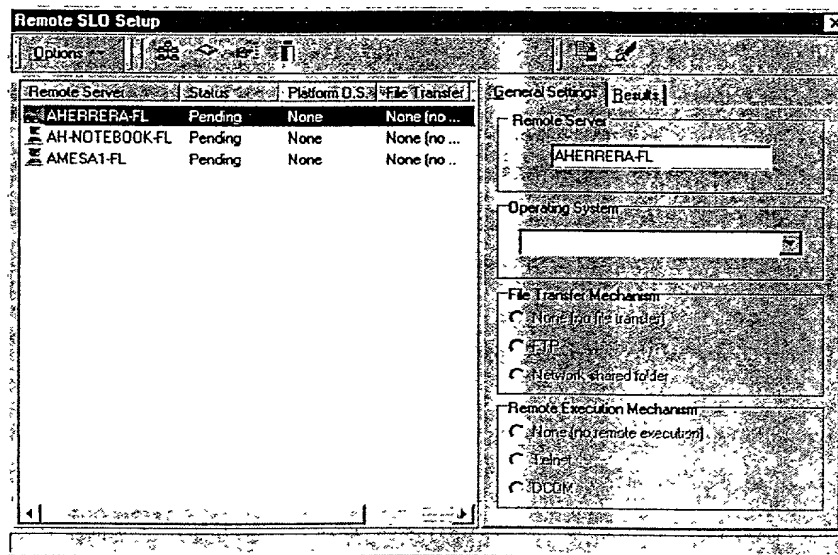 Remote SLO Setup
Options
Remote Server Status Platform O.S. File Transfer
AHERRERA-FL Pending None None (no ...
AH-NOTEBOOK-FL Pending None None (no ...
AMESA1-FL Pending None None (no ..
General Settings Results
Remote Server
AHERRERA-FL
Operating System
File Transfer Mechanism
None (no file transfer)
FTP
Network shared folder
Remote Execution Mechanism
None (no remote execution)
Telnet
DCOM